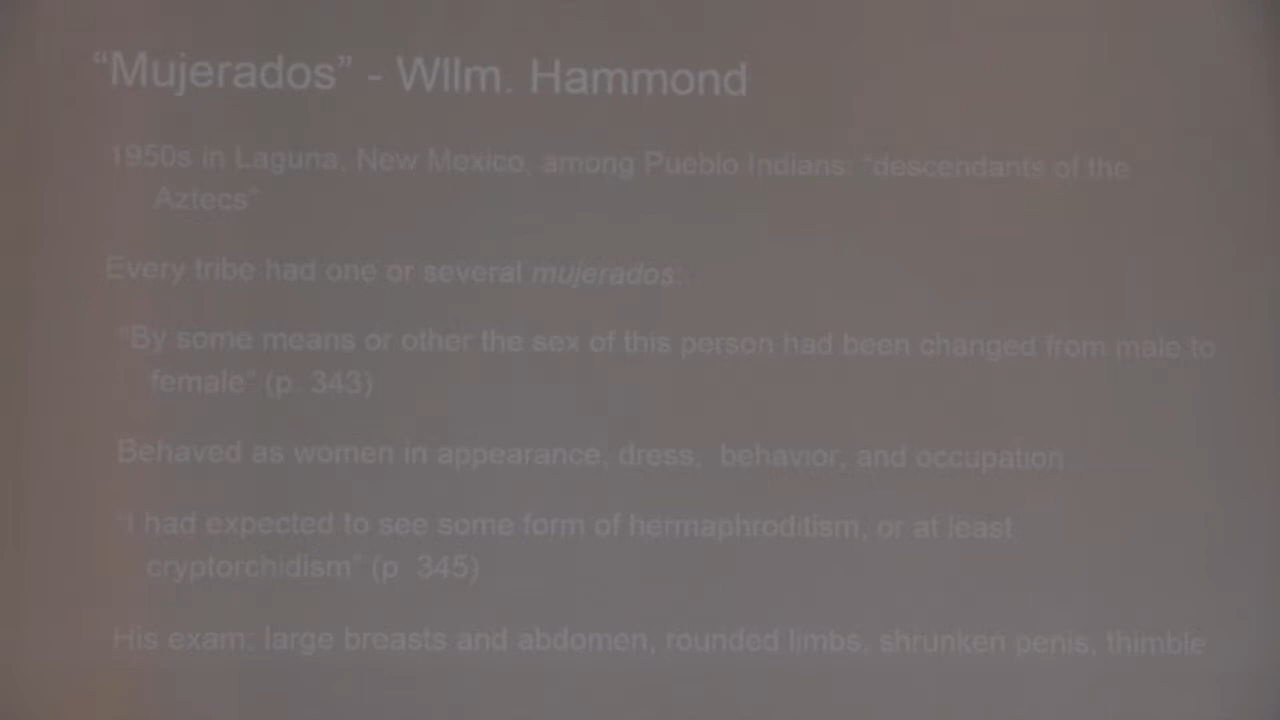 “Mujerados” - Wllm. Hammond
1950s in Laguna, New Mexico, among Pueblo Indians: “descendants of the
Aztecs”
Every tribe had one or several mujerados:
“By some means or other the sex of this person had been changed from male to
female” (p. 343)
Behaved as women in appearance, dress, behavior, and occupation
“I had expected to see some form of hermaphroditism, or at least
cryptorchidism” (p. 345)
His exam: large breasts and abdomen, rounded limbs, shrunken penis, thimble